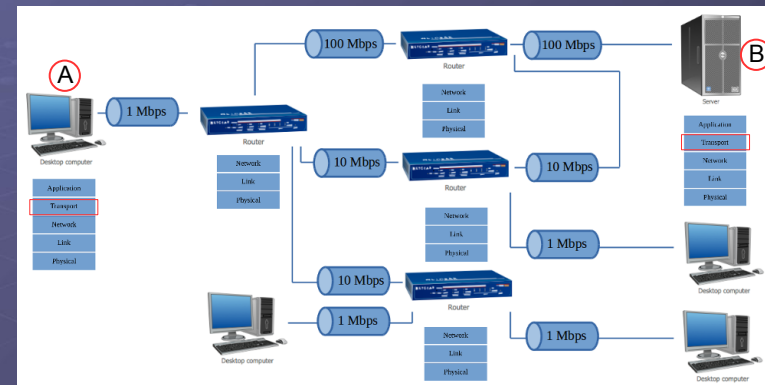 100 Mbps
Router
100 Mbps
B
Server
A
1 Mbps
Desktop computer
Router
Network
Link
Physical
Application
Transport
Network
Link
Physical
Network
Link
Physical
10 Mbps
Router
10 Mbps
Application
Transport
Network
Link
Physical
Network
Link
Physical
1 Mbps
Desktop computer
10 Mbps
Router
1 Mbps
Desktop computer
Network
Link
Physical
1 Mbps
Desktop computer